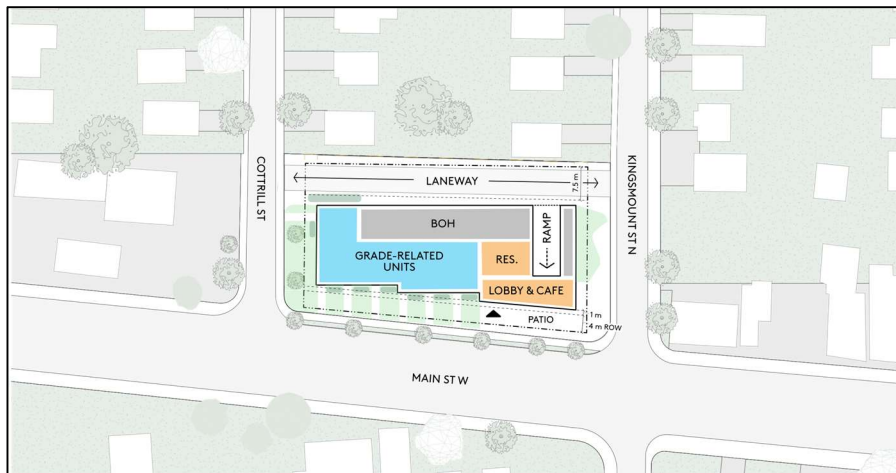 COTTRILL ST
KINGSMOUNT ST N
LANEWAY
7.5 m
BOH
RAMP
GRADE-RELATED
UNITS
RES.
LOBBY & CAFE
PATIO
1 m
4 m ROW
MAIN ST W